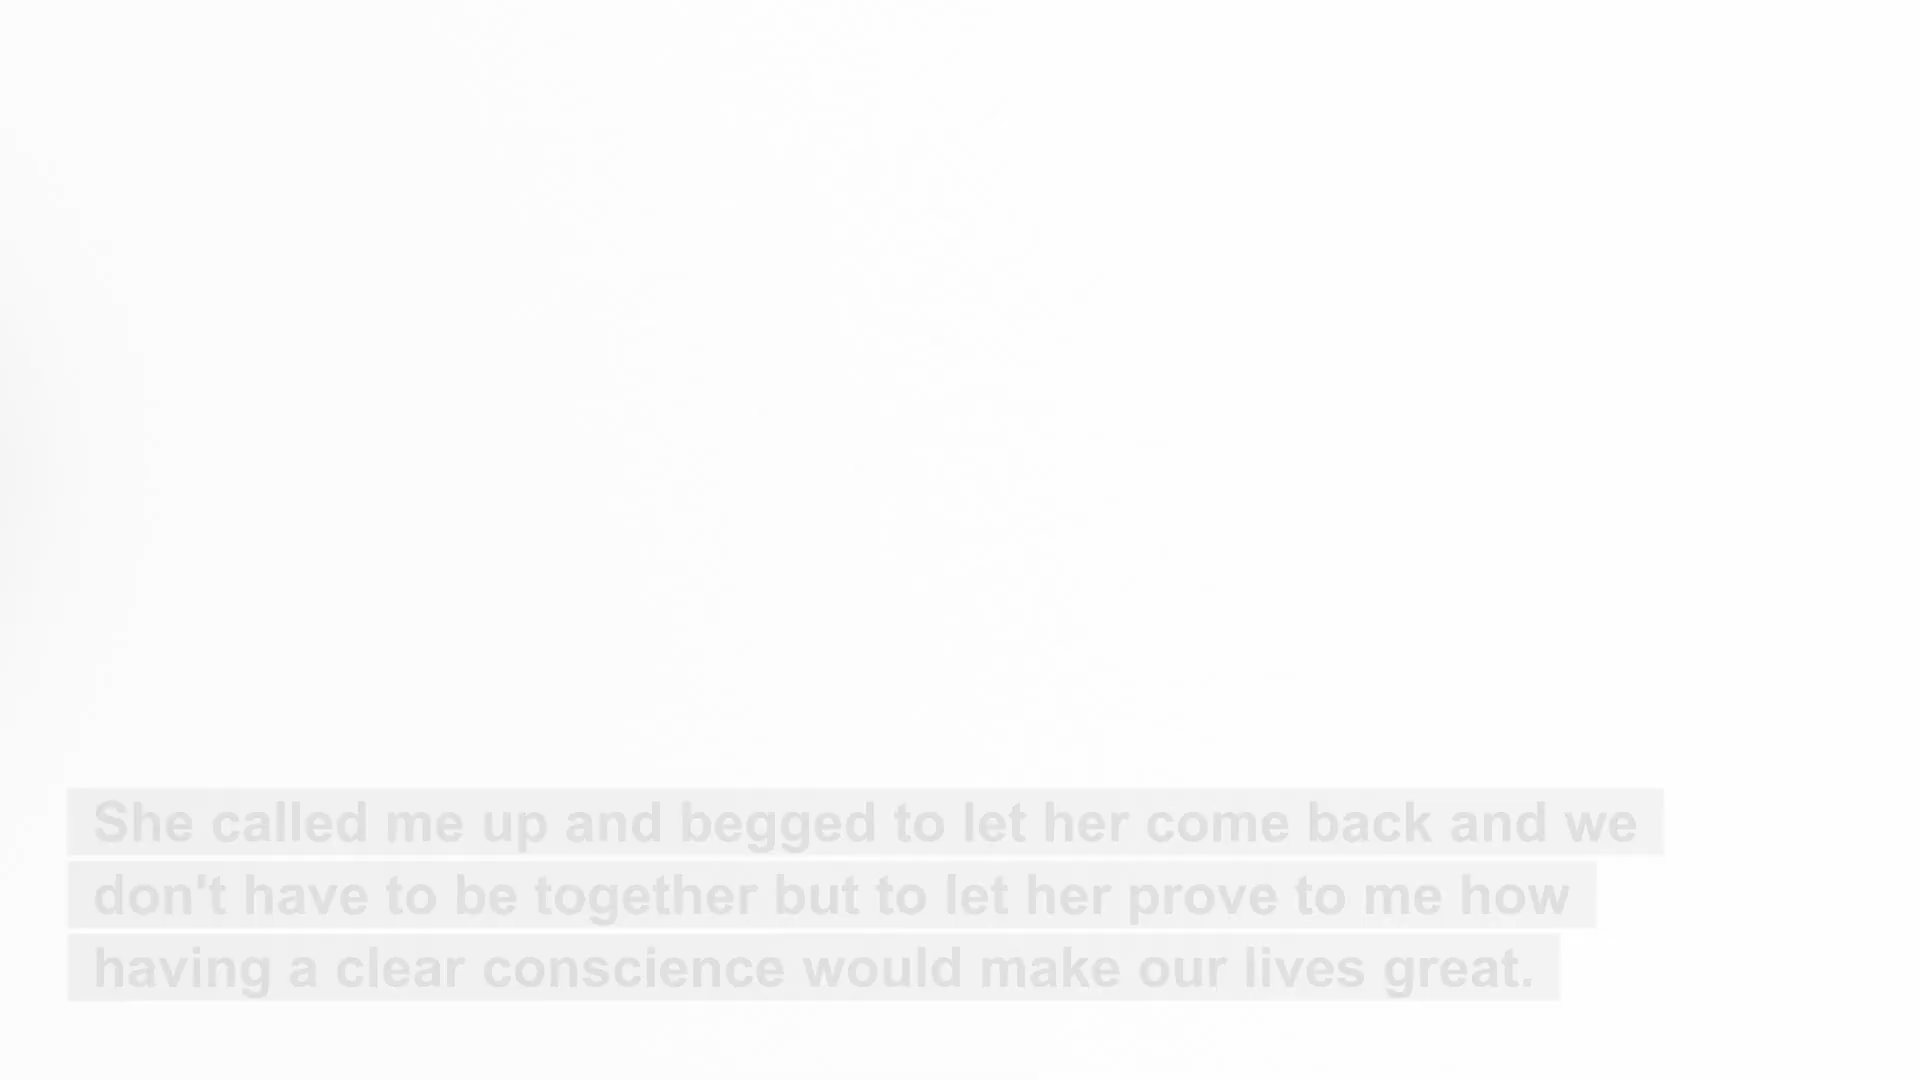 She called me up and begged to let her come back and we
don't have to be together but to let her prove to me how
having a clear conscience would make our lives great.